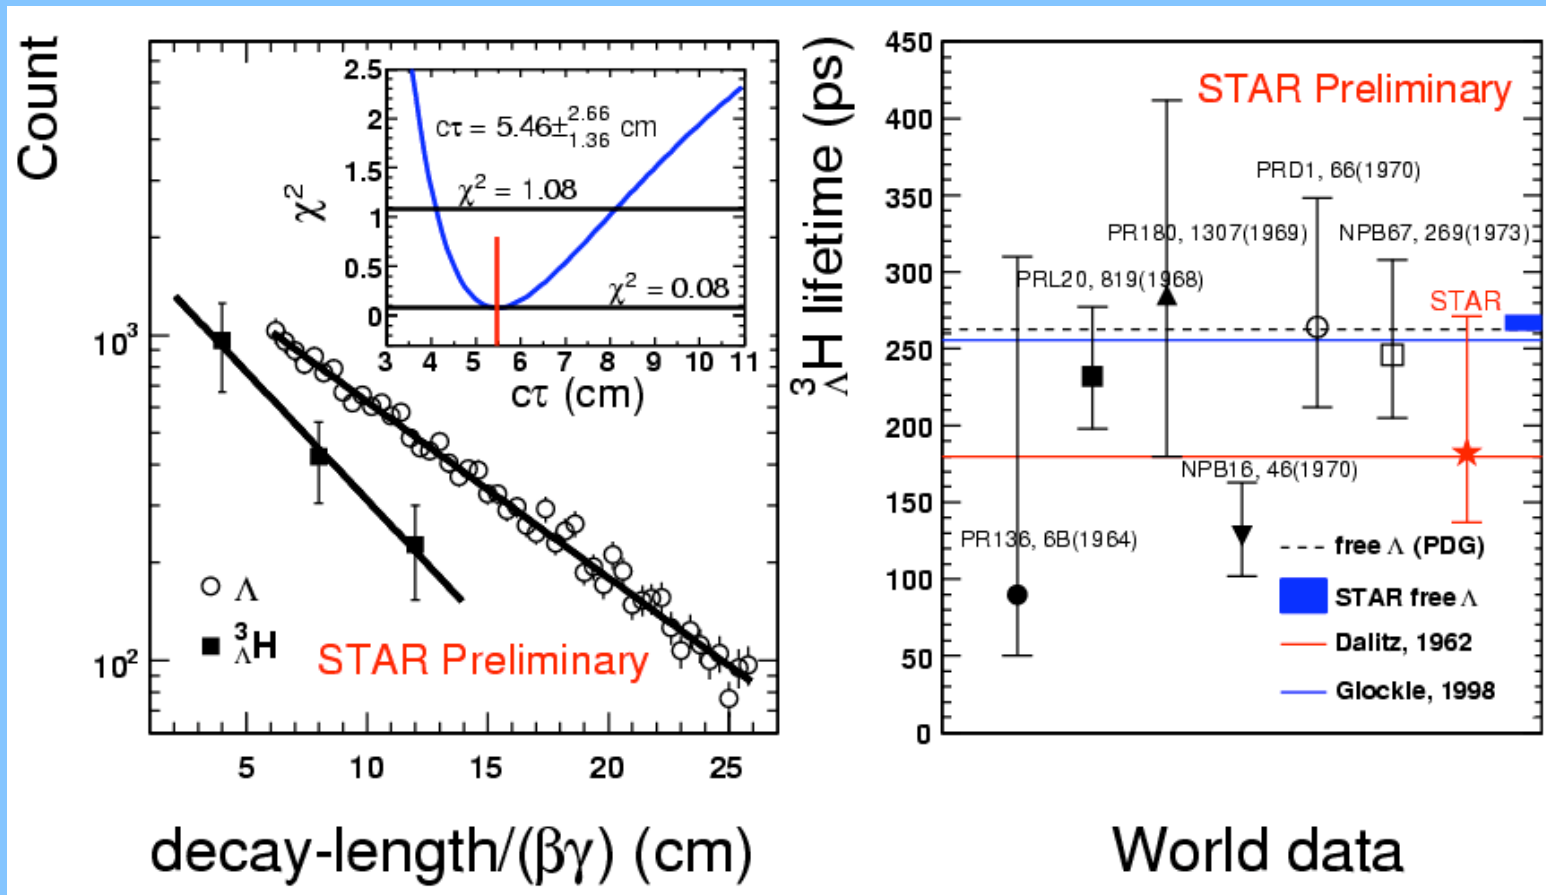 Count
10³
10²
5 10 15 20 25
decay-length/(βγ) (cm)
Λ
³ΛH
STAR Preliminary
χ²
2.5
2
1.5
1
0.5
0
cτ = 5.46±2.66 1.36 cm
χ² = 1.08
χ² = 0.08
3 4 5 6 7 8 9 10 11
cτ (cm)
³ΛH lifetime (ps)
450
400
350
300
250
200
150
100
50
0
STAR Preliminary
PRD1, 66(1970)
PR180, 1307(1969)
NPB67, 269(1973)
PRL20, 819(1968)
STAR
NPB16, 46(1970)
PR136, 6B(1964)
free Λ (PDG)
STAR free Λ
Dalitz, 1962
Glockle, 1998
World data